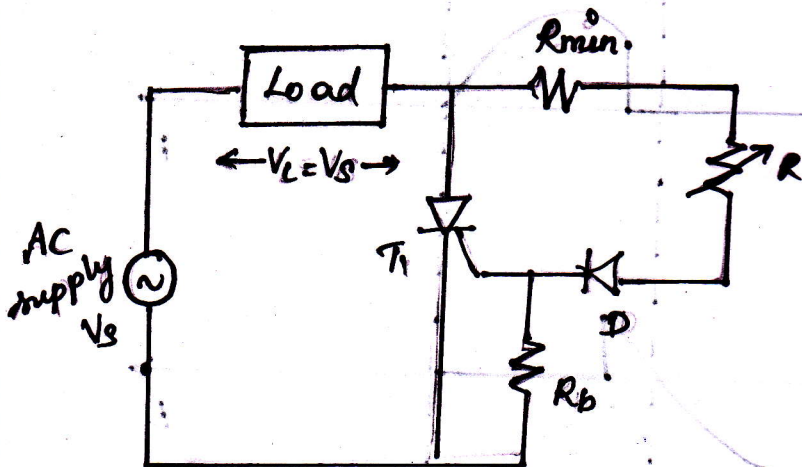 Rmin.
Load
R
←VL=VS→
AC
supply
VS
T1
D
Rb